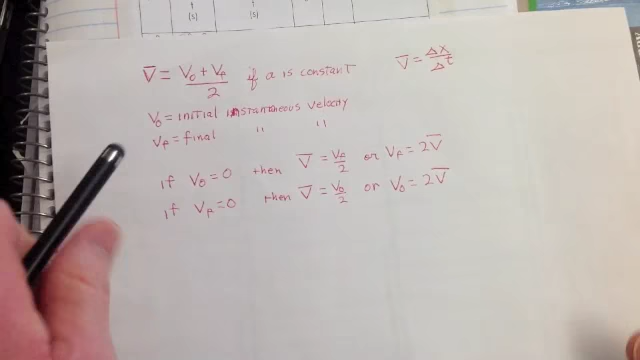 t
[s]
t
[s]
V̄ = (V₀ + V_f)/2 if a is constant V̄ = Δx/Δt
V₀ = initial instantaneous velocity
V_f = final " "
if V₀ = 0 then V̄ = V_f/2 or V_f = 2V̄
if V_f = 0 then V̄ = V₀/2 or V₀ = 2V̄